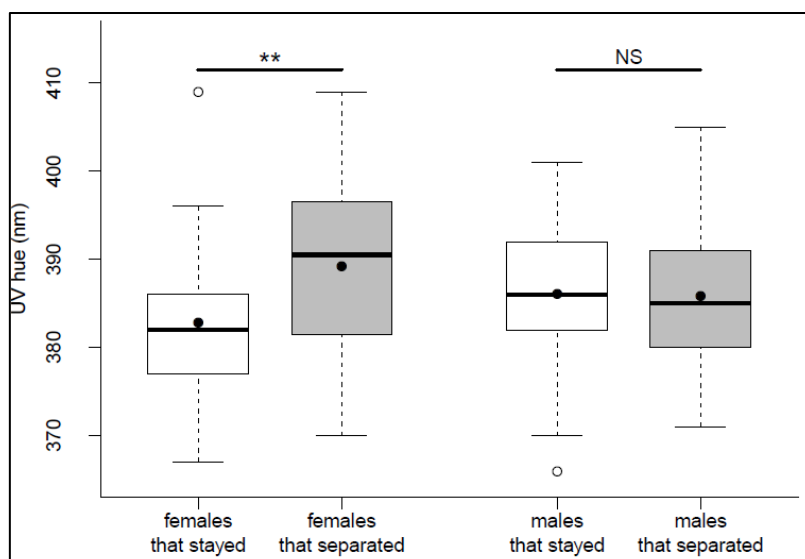 ** NS
410
400
390
380
370
UV hue (nm)
females females males males
that stayed that separated that stayed that separated